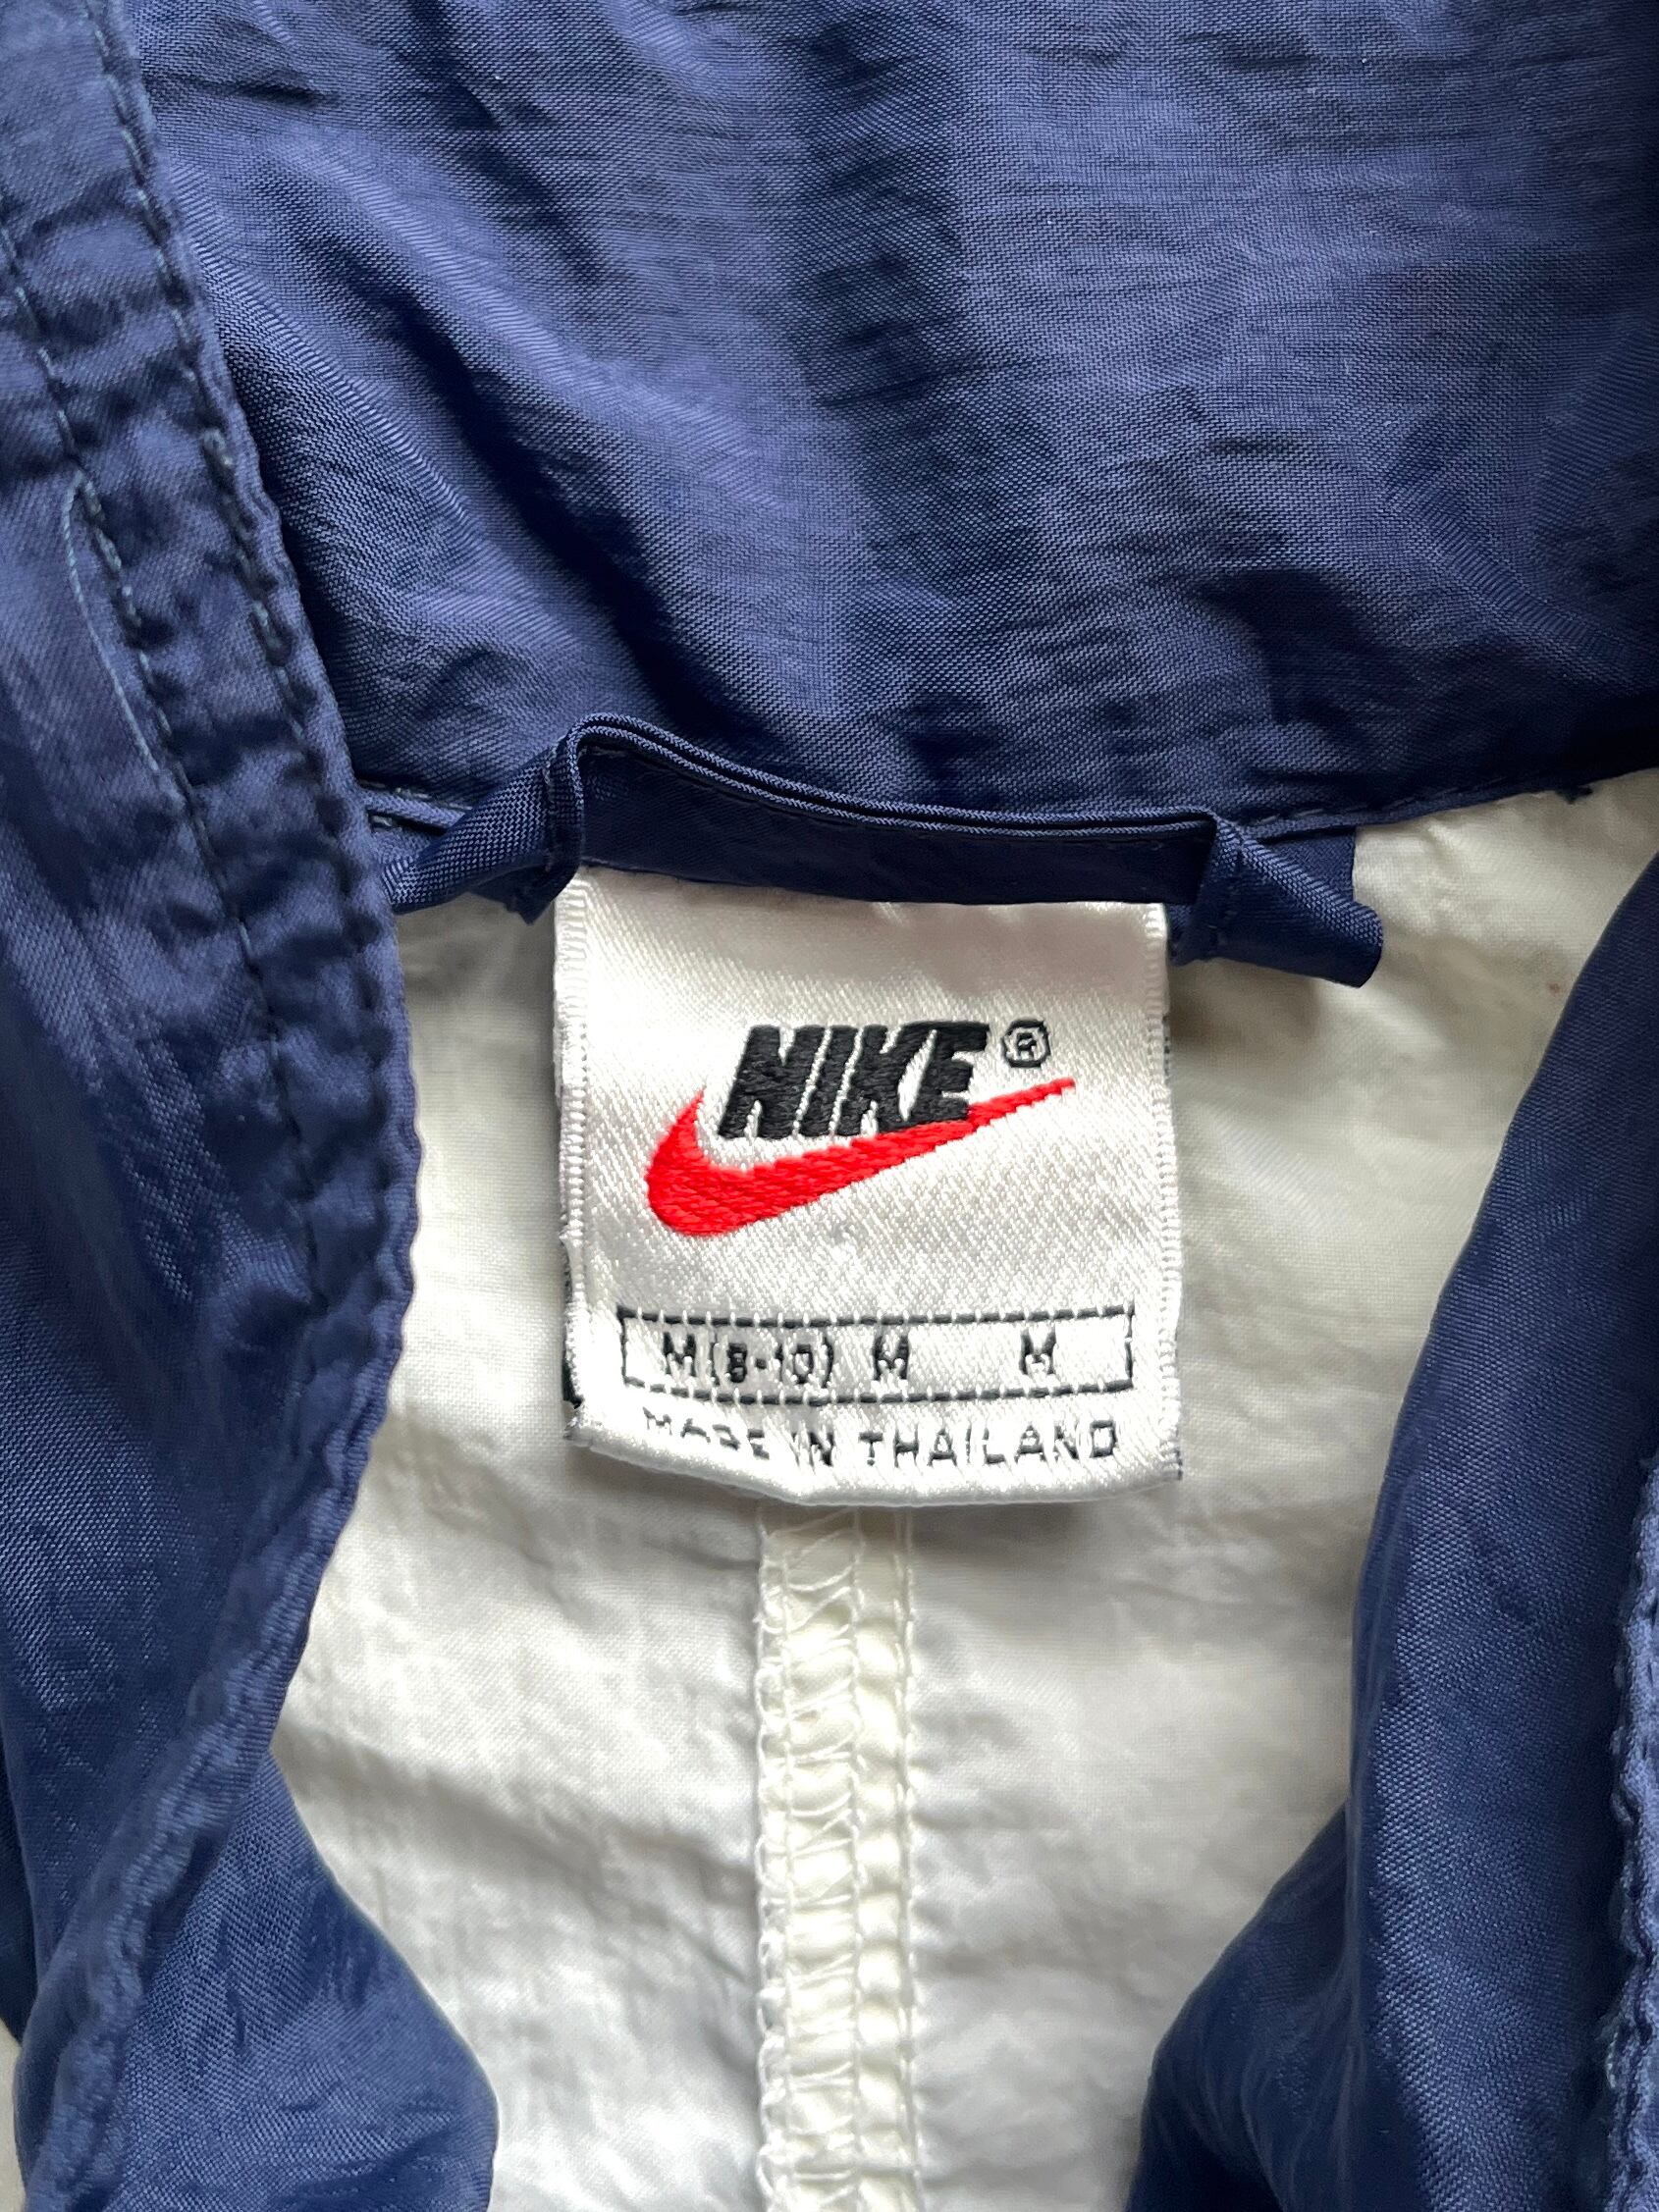 NIKE®
M(8-10) M M
MADE IN THAILAND